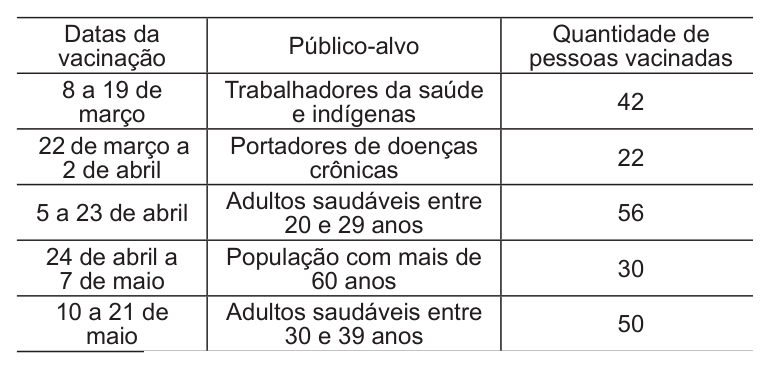 Datas da
vacinação
Público-alvo
Quantidade de
pessoas vacinadas
8 a 19 de
março
Trabalhadores da saúde
e indígenas
42
22 de março a
2 de abril
Portadores de doenças
crônicas
22
5 a 23 de abril
Adultos saudáveis entre
20 e 29 anos
56
24 de abril a
7 de maio
População com mais de
60 anos
30
10 a 21 de
maio
Adultos saudáveis entre
30 e 39 anos
50